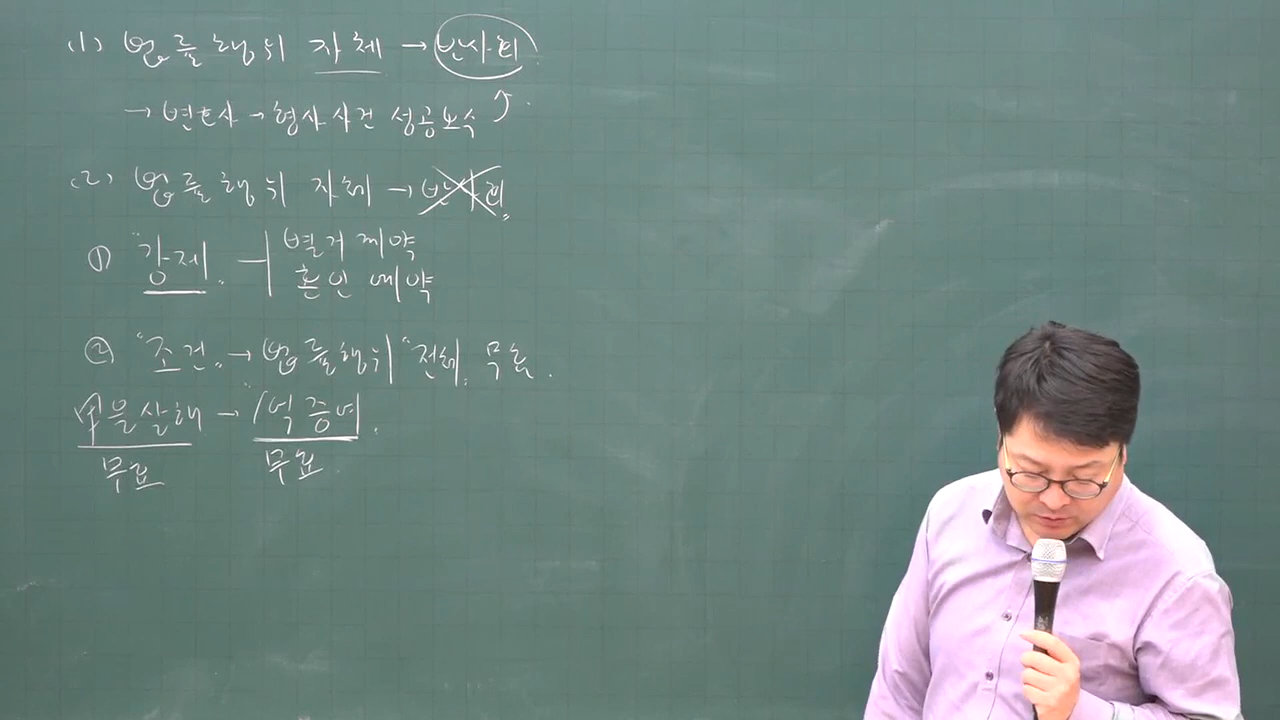 (1) 법률행위 자체 → 반사회
→ 변호사 → 형사사건 성공보수
(2) 법률행위 자체 → 반사회"
① "강제. 별거 계약
혼인 예약
② "조건" → 법률행위 "전체" 무효.
살해 → 1억 증여.
무효 무효.